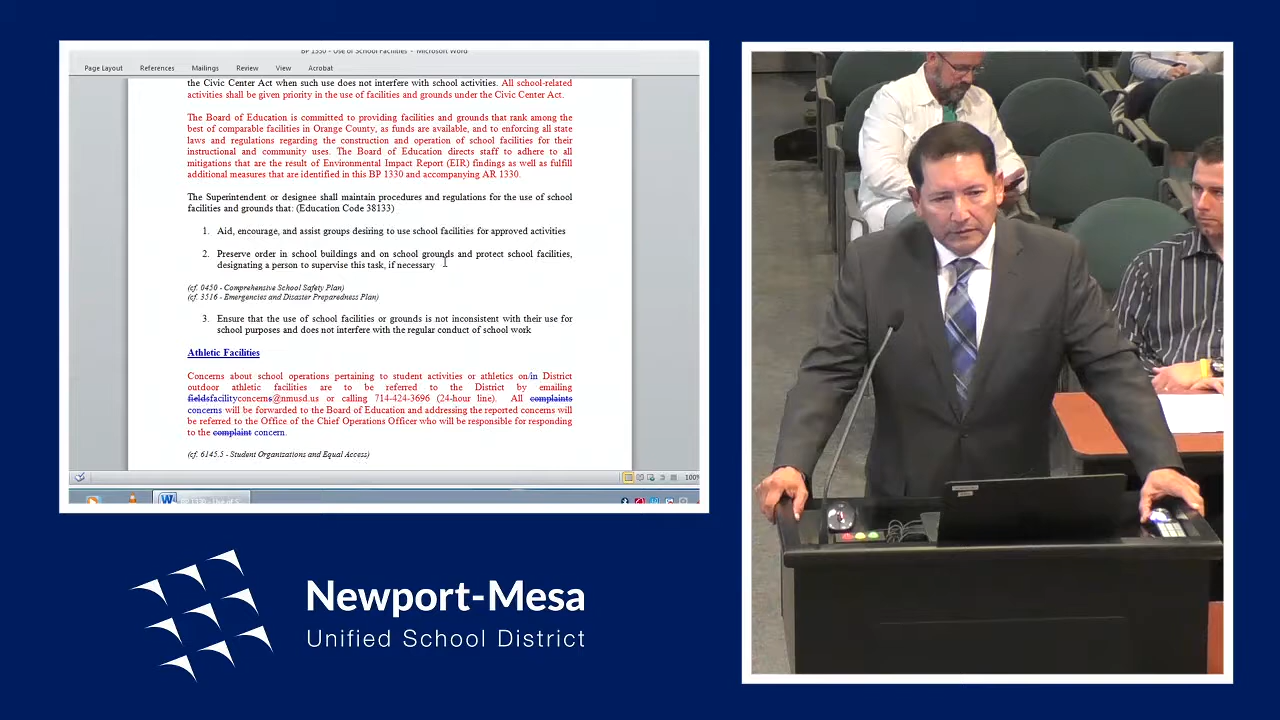 BP 1330 - Use of School Facilities - Microsoft Word
Page Layout References Mailings Review View Acrobat
the Civic Center Act when such use does not interfere with school activities. All school-related
activities shall be given priority in the use of facilities and grounds under the Civic Center Act.
The Board of Education is committed to providing facilities and grounds that rank among the
best of comparable facilities in Orange County, as funds are available, and to enforcing all state
laws and regulations regarding the construction and operation of school facilities for their
instructional and community uses. The Board of Education directs staff to adhere to all
mitigations that are the result of Environmental Impact Report (EIR) findings as well as fulfill
additional measures that are identified in this BP 1330 and accompanying AR 1330.
The Superintendent or designee shall maintain procedures and regulations for the use of school
facilities and grounds that: (Education Code 38133)
1. Aid, encourage, and assist groups desiring to use school facilities for approved activities
2. Preserve order in school buildings and on school grounds and protect school facilities,
designating a person to supervise this task, if necessary
(cf. 0450 - Comprehensive School Safety Plan)
(cf. 3516 - Emergencies and Disaster Preparedness Plan)
3. Ensure that the use of school facilities or grounds is not inconsistent with their use for
school purposes and does not interfere with the regular conduct of school work
Athletic Facilities
Concerns about school operations pertaining to student activities or athletics on/in District
outdoor athletic facilities are to be referred to the District by emailing
fieldsfacilityconcerns@nmusd.us or calling 714-424-3696 (24-hour line). All complaints
concerns will be forwarded to the Board of Education and addressing the reported concerns will
be referred to the Office of the Chief Operations Officer who will be responsible for responding
to the complaint concern.
(cf. 6145.5 - Student Organizations and Equal Access)
100%
BP 1330 - Use of S
Newport-Mesa
Unified School District